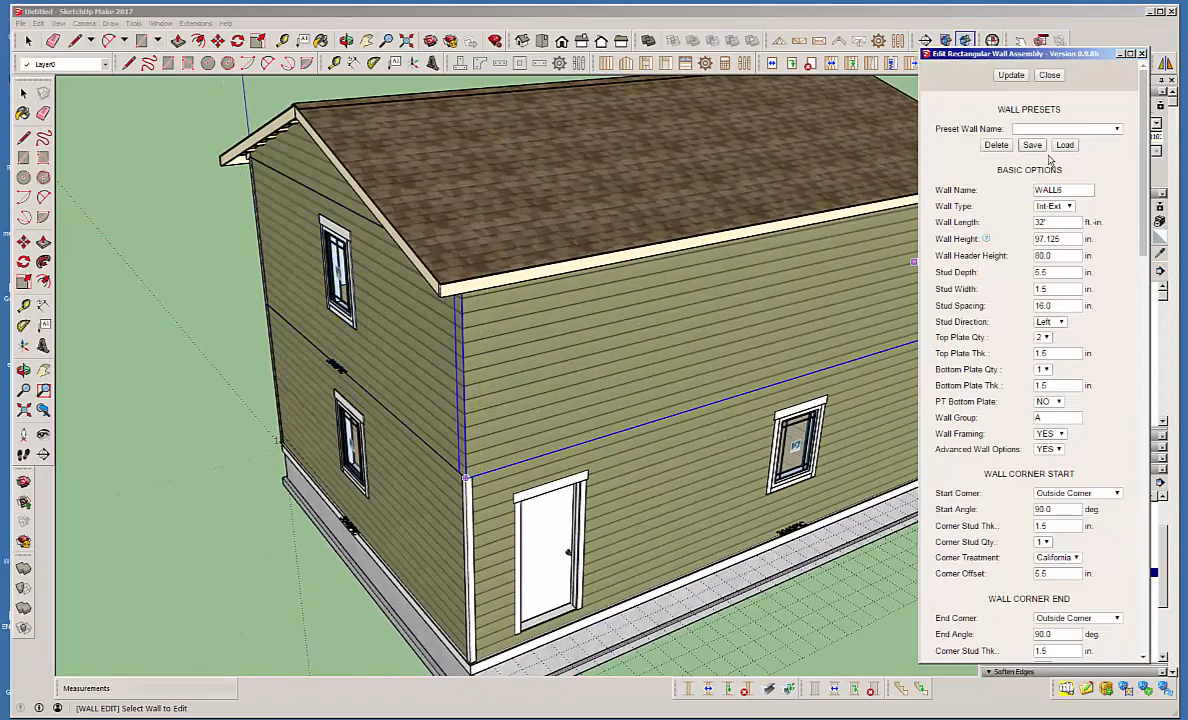 Untitled - SketchUp Make 2017
File Edit View Camera Draw Tools Window Extensions Help
Layer0
Edit Rectangular Wall Assembly - Version 0.9.8b
Update Close
WALL PRESETS
Preset Wall Name:
Delete Save Load
BASIC OPTIONS
Wall Name: WALL6
Wall Type: Int-Ext
Wall Length: 32' ft.-in.
Wall Height: 97.125 in.
Wall Header Height: 80.0 in.
Stud Depth: 5.5 in.
Stud Width: 1.5 in.
Stud Spacing: 16.0 in.
Stud Direction: Left
Top Plate Qty.: 2
Top Plate Thk.: 1.5 in
Bottom Plate Qty.: 1
Bottom Plate Thk.: 1.5 in.
PT Bottom Plate: NO
Wall Group: A
Wall Framing: YES
Advanced Wall Options: YES
WALL CORNER START
Start Corner: Outside Corner
Start Angle: 90.0 deg.
Corner Stud Thk.: 1.5 in.
Corner Stud Qty.: 1
Corner Treatment: California
Corner Offset: 5.5 in.
WALL CORNER END
End Corner: Outside Corner
End Angle: 90.0 deg.
Corner Stud Thk.: 1.5 in.
Soften Edges
Measurements
[WALL EDIT] Select Wall to Edit